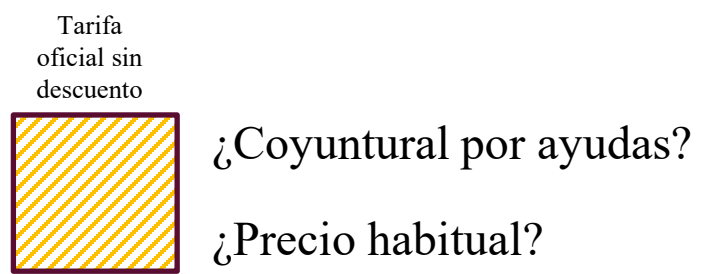 Tarifa
oficial sin
descuento
¿Coyuntural por ayudas?
¿Precio habitual?